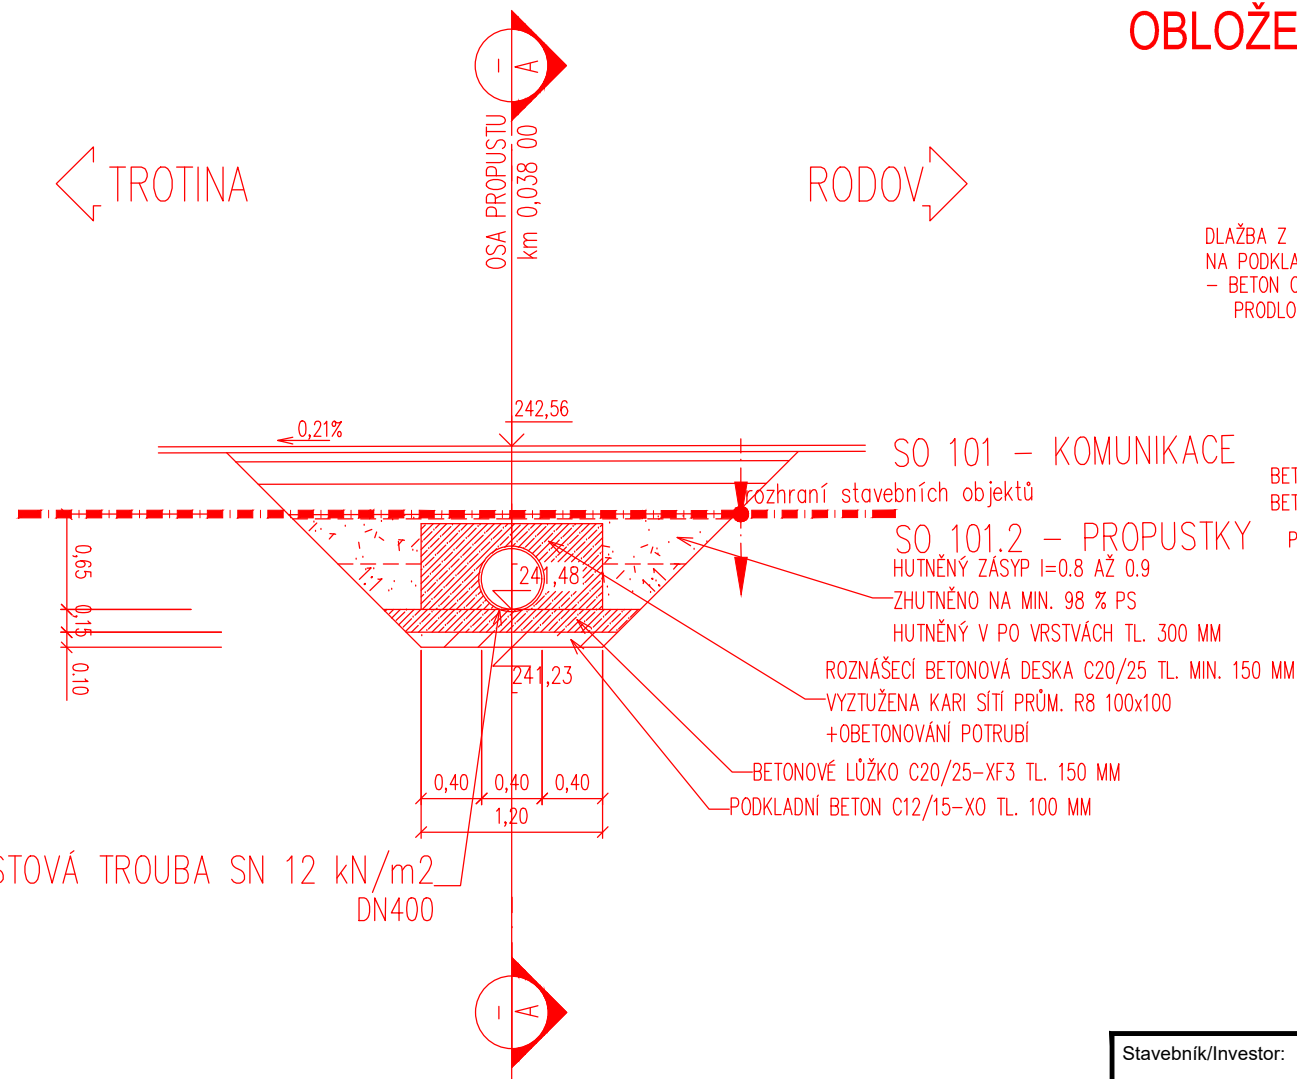 OBLOŽE
A
OSA PROPUSTU
km 0,038 00
TROTINA
RODOV
DLAŽBA Z
NA PODKLA
– BETON C
PRODLO
242,56
0,21%
SO 101 – KOMUNIKACE
BET
BET
rozhraní stavebních objektů
SO 101.2 – PROPUSTKY
P
HUTNĚNÝ ZÁSYP I=0.8 AŽ 0.9
ZHUTNĚNO NA MIN. 98 % PS
HUTNĚNÝ V PO VRSTVÁCH TL. 300 MM
0,65
0,15
0.10
1:1
241,48
1:1
241,23
ROZNÁŠECÍ BETONOVÁ DESKA C20/25 TL. MIN. 150 MM
VYZTUŽENA KARI SÍTÍ PRŮM. R8 100x100
+OBETONOVÁNÍ POTRUBÍ
BETONOVÉ LŮŽKO C20/25–XF3 TL. 150 MM
PODKLADNÍ BETON C12/15–XO TL. 100 MM
0,40 0,40 0,40
1,20
STOVÁ TROUBA SN 12 kN/m2
DN400
A
Stavebník/Investor: